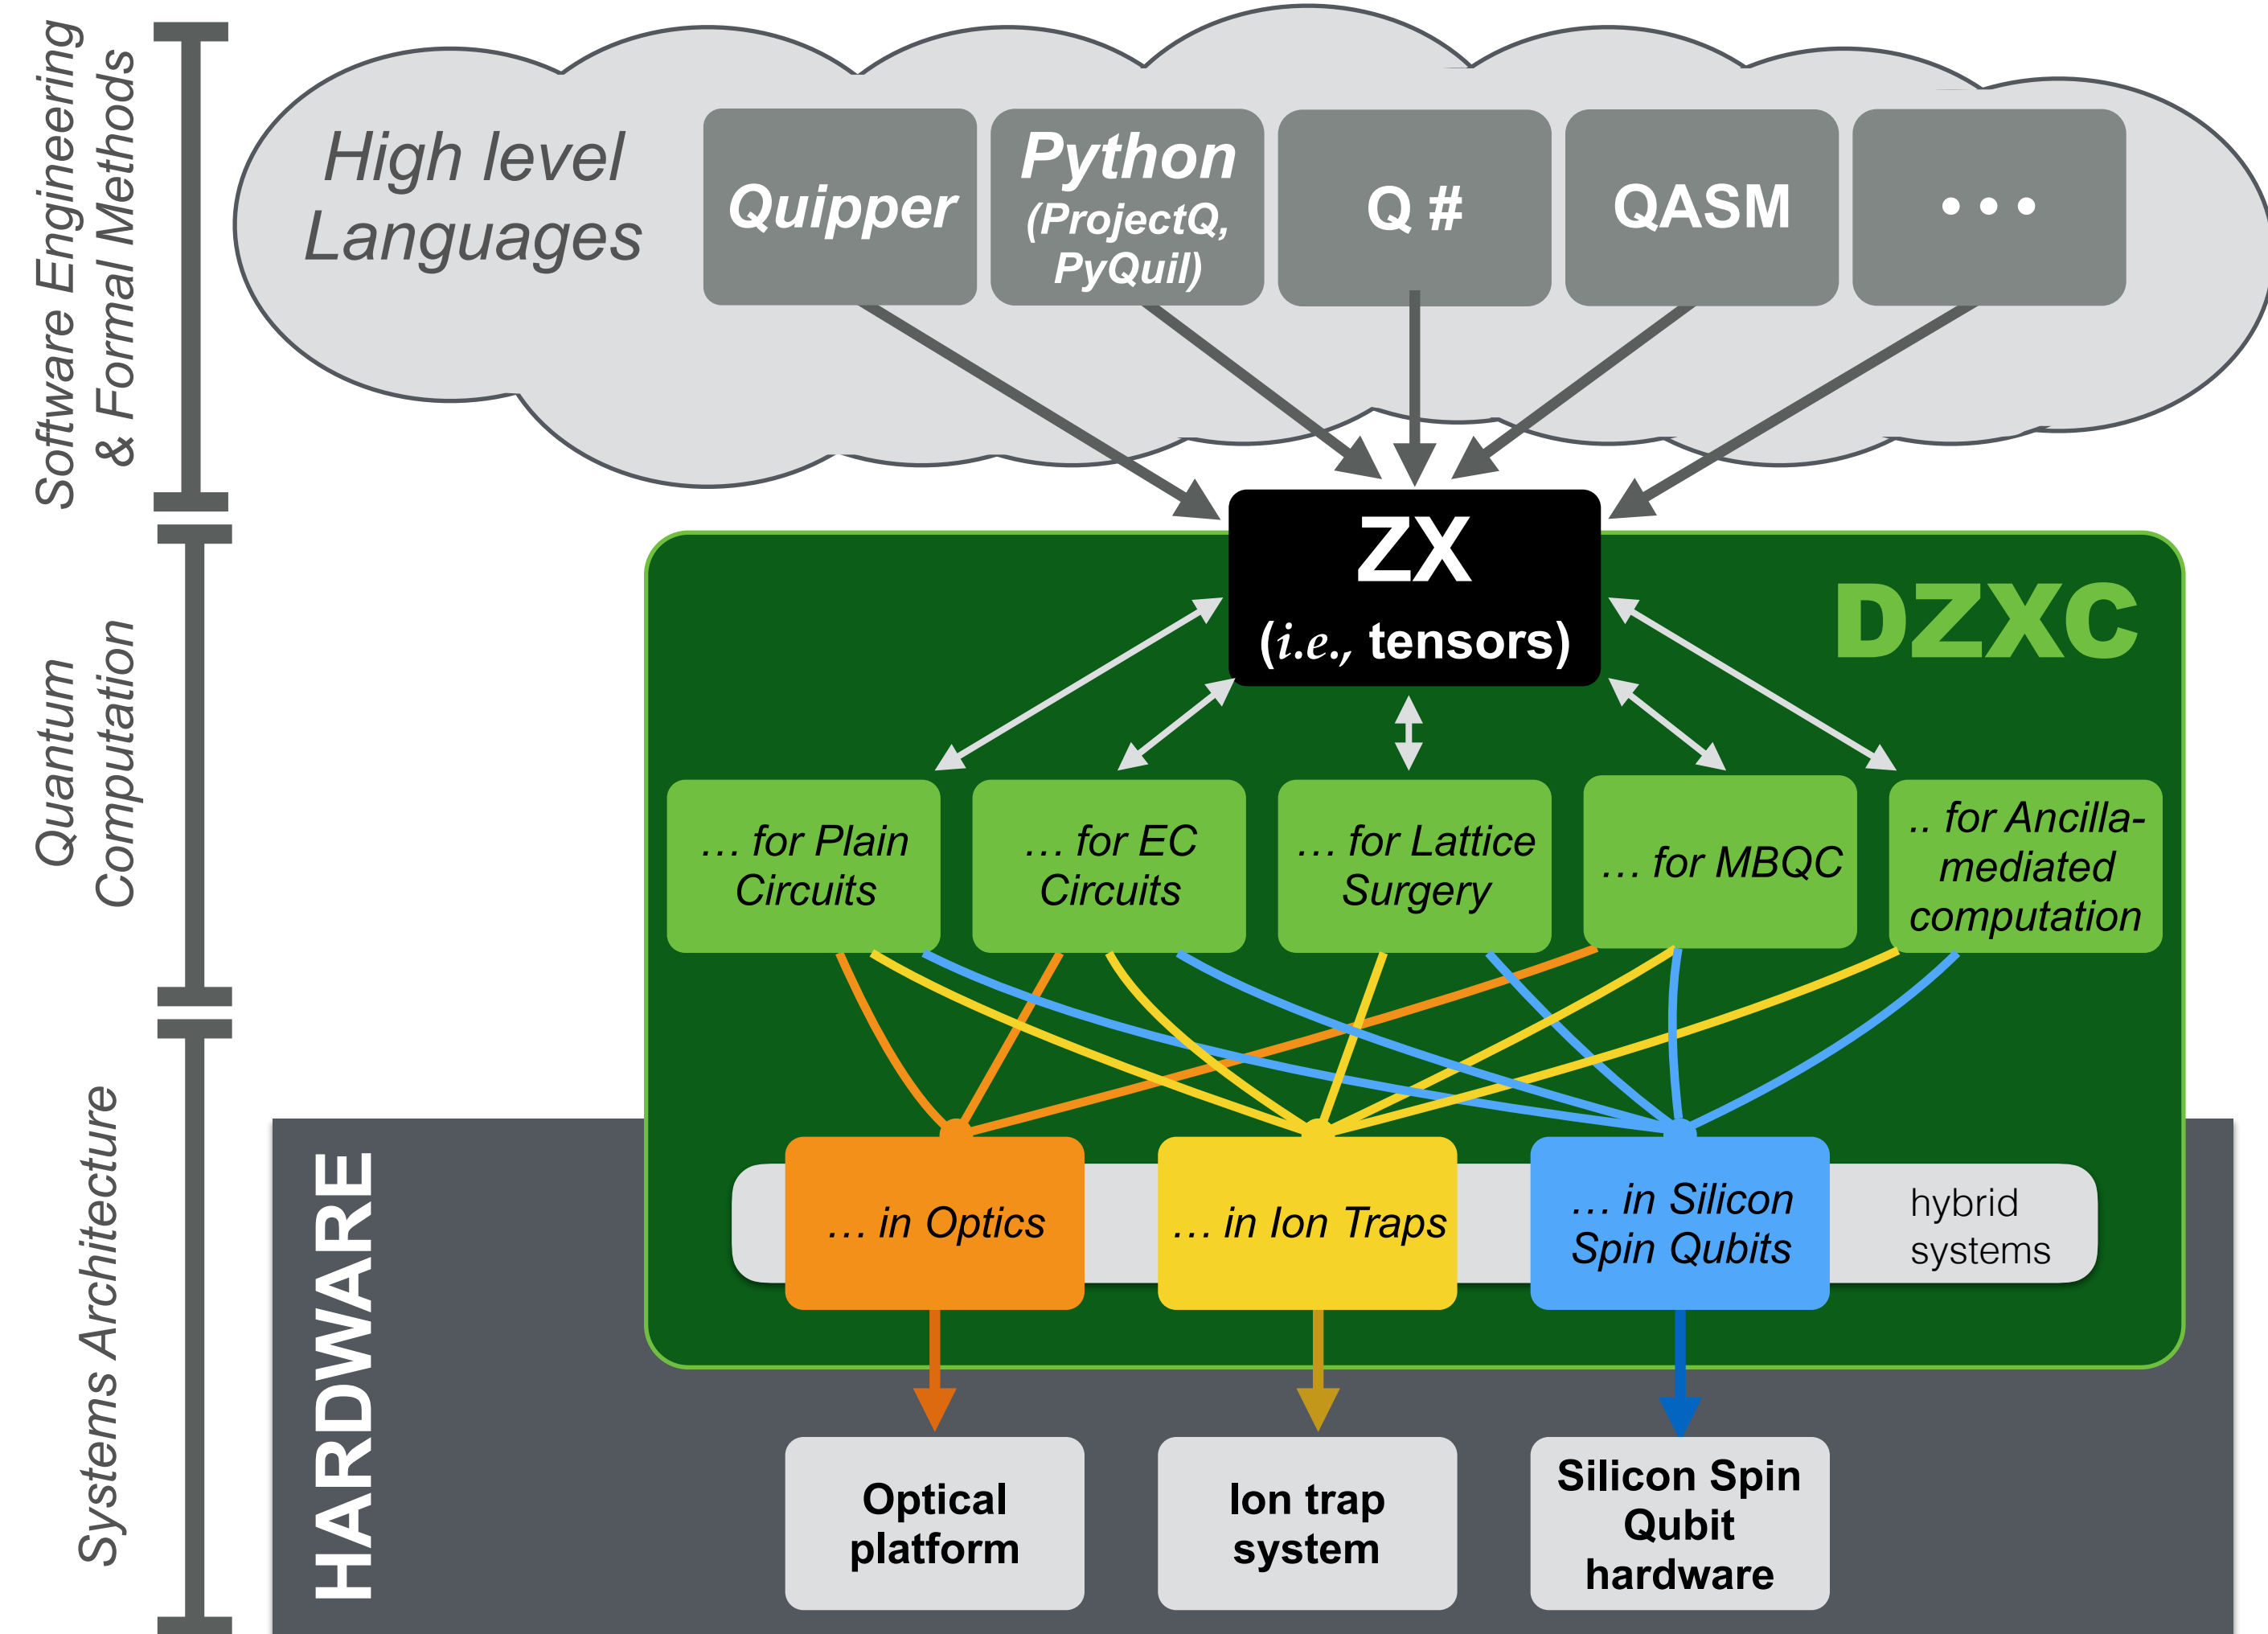 Software Engineering
& Formal Methods
High level
Languages
Quipper
Python
(ProjectQ,
PyQuil)
Q #
QASM
• • •
ZX
(i.e., tensors)
DZXC
Quantum
Computation
… for Plain
Circuits
… for EC
Circuits
… for Lattice
Surgery
… for MBQC
.. for Ancilla-
mediated
computation
Systems Architecture
HARDWARE
… in Optics
… in Ion Traps
… in Silicon
Spin Qubits
hybrid
systems
Optical
platform
Ion trap
system
Silicon Spin
Qubit
hardware